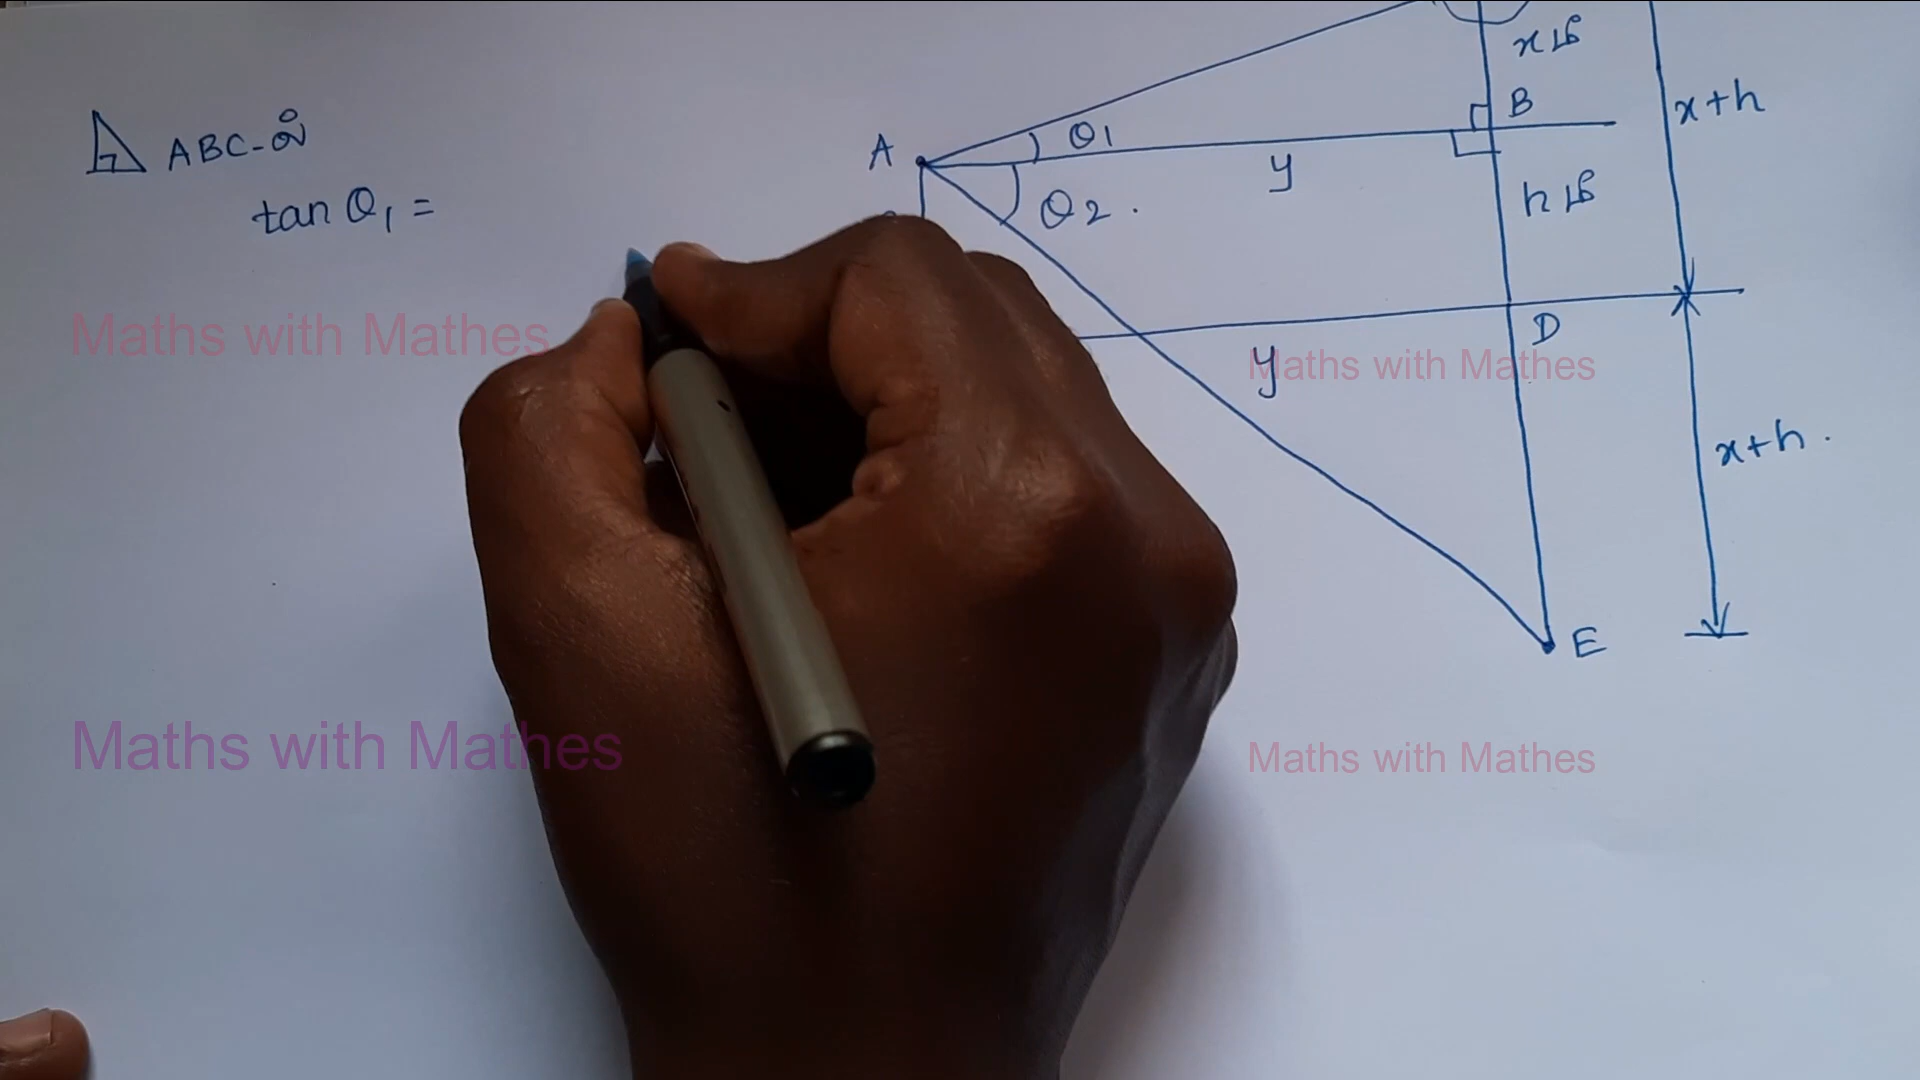 ABC-ல்
tan θ₁ =
A
θ₁
θ₂ .
y
B
x மீ
h மீ
x+h
D
y
x+h .
E
Maths with Mathes
Maths with Mathes
Maths with Mathes
Maths with Mathes